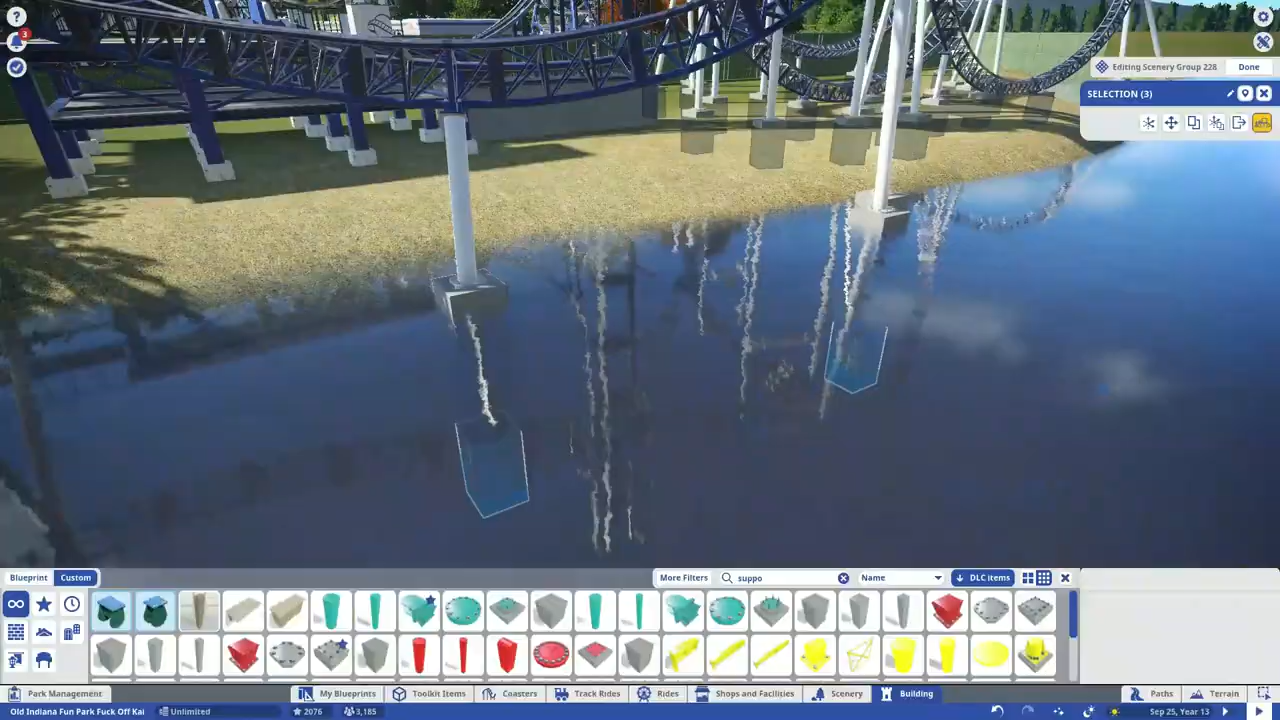 ?
3
Editing Scenery Group 228 Done
SELECTION (3)
Blueprint Custom More Filters suppo Name DLC items
Park Management My Blueprints Toolkit Items Coasters Track Rides Rides Shops and Facilities Scenery Building Paths Terrain
Old Indiana Fun Park Fuck Off Kai Unlimited 2076 3,185 Sep 25, Year 13